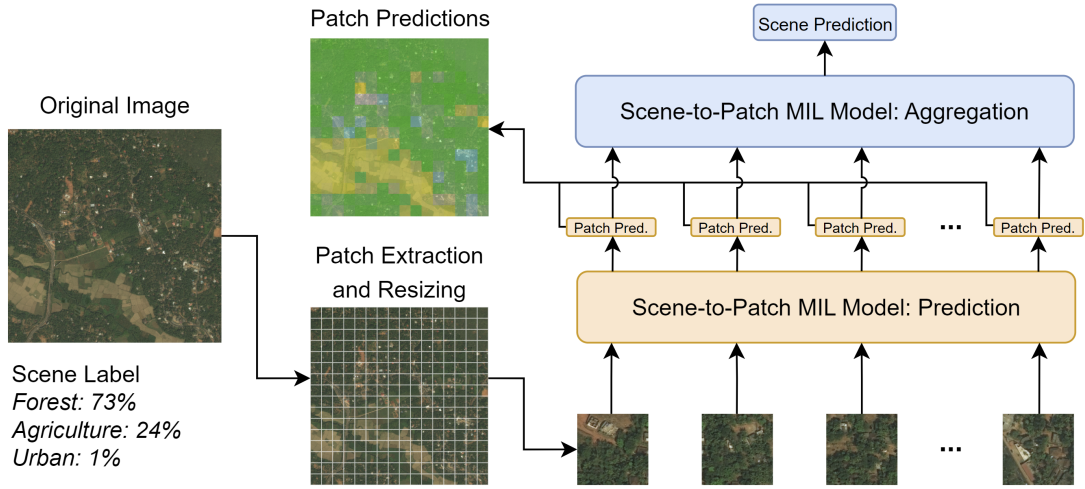 Original Image
Scene Label
Forest: 73%
Agriculture: 24%
Urban: 1%
Patch Predictions
Patch Extraction
and Resizing
Scene Prediction
Scene-to-Patch MIL Model: Aggregation
Patch Pred.
Patch Pred.
Patch Pred.
...
Patch Pred.
Scene-to-Patch MIL Model: Prediction
...